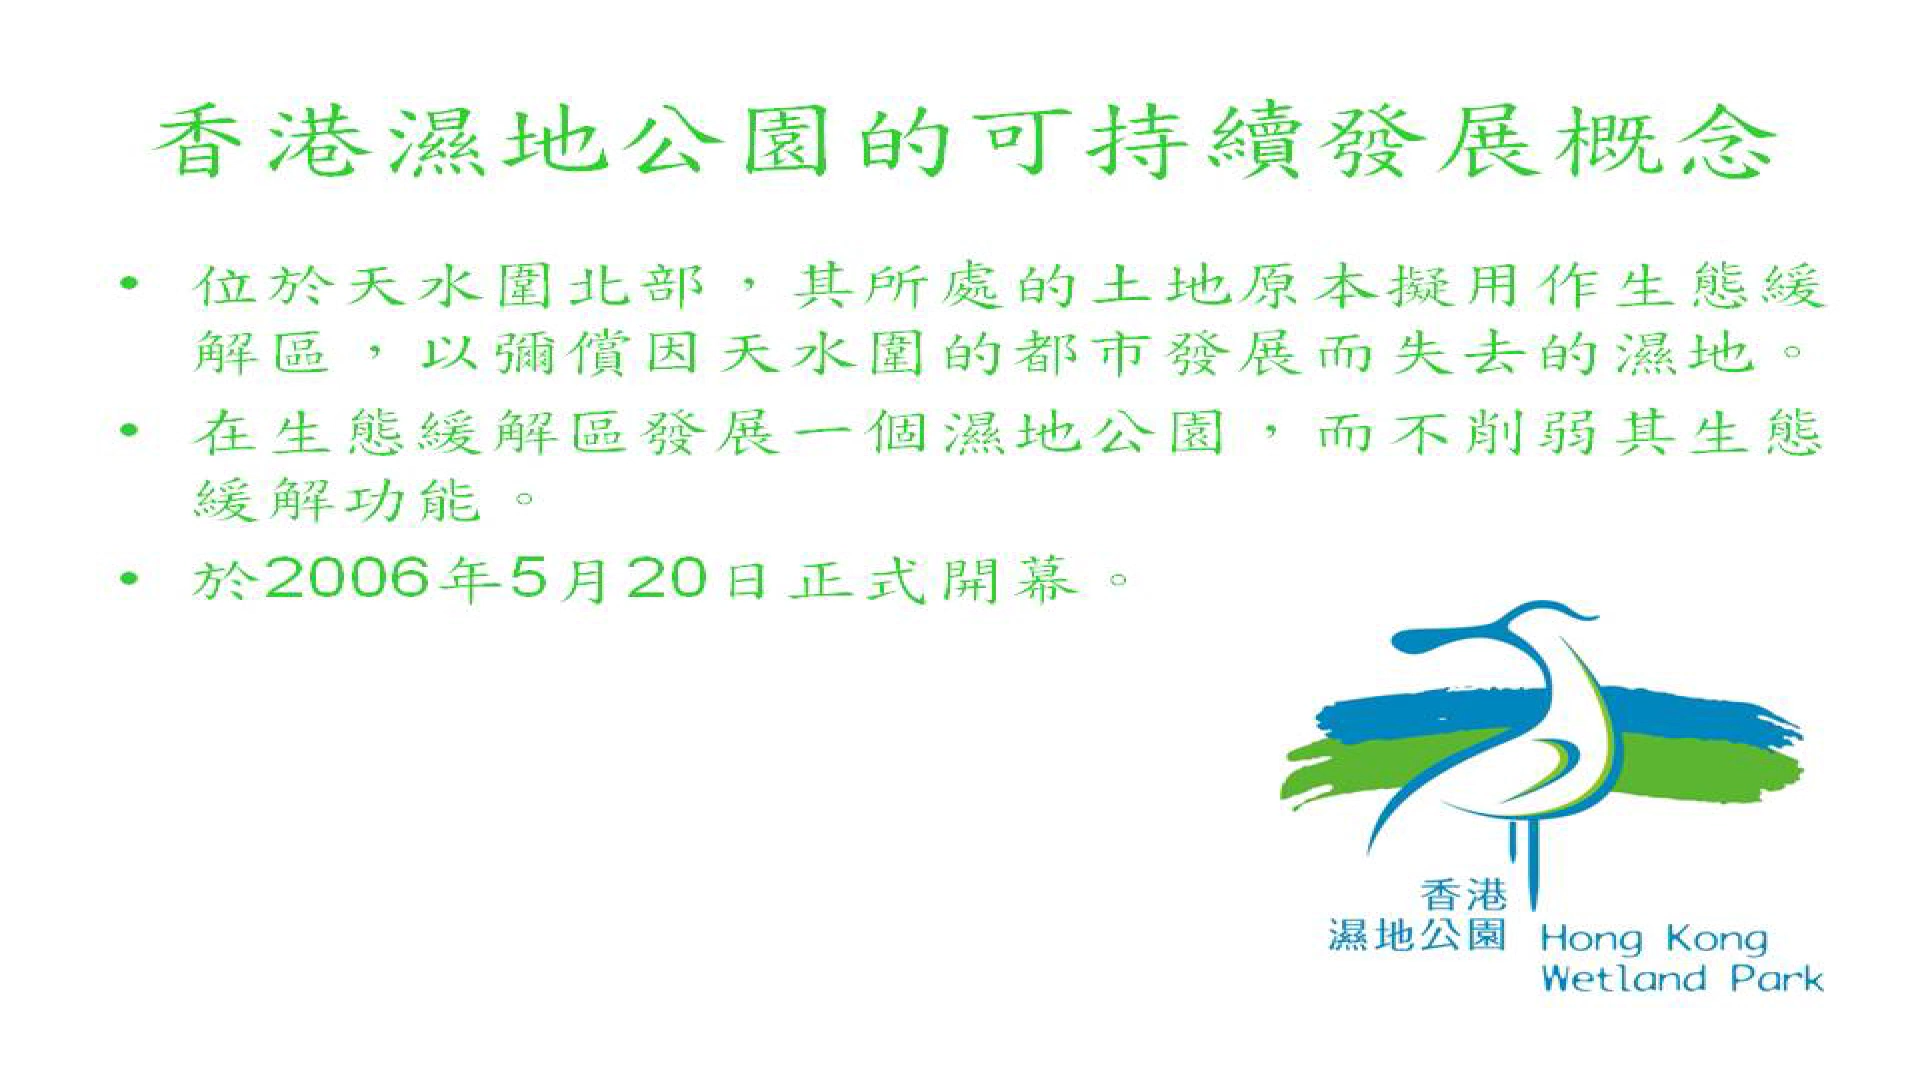 香港濕地公園的可持續發展概念
• 位於天水圍北部，其所處的土地原本擬用作生態緩
解區，以彌償因天水圍的都市發展而失去的濕地。
• 在生態緩解區發展一個濕地公園，而不削弱其生態
緩解功能。
• 於2006年5月20日正式開幕。
香港
濕地公園
Hong Kong
Wetland Park